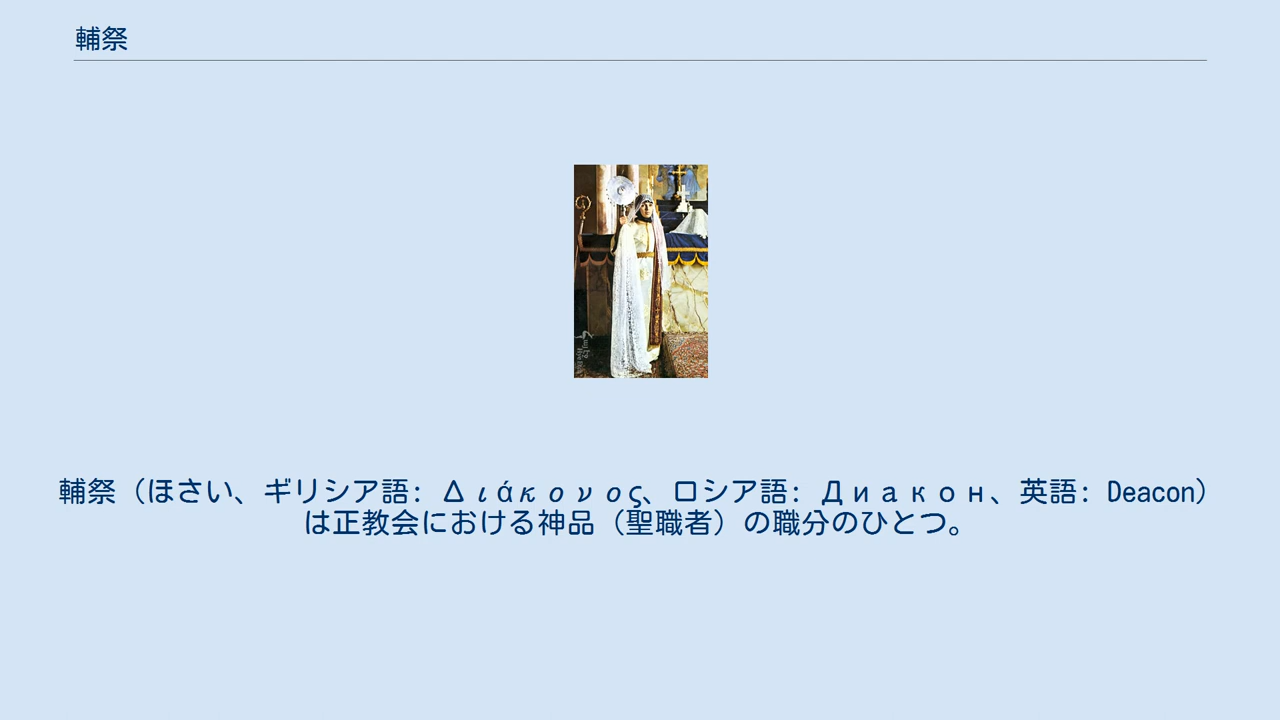 輔祭
輔祭（ほさい、ギリシア語: Διάκονος、ロシア語: Диакон、英語: Deacon）
は正教会における神品（聖職者）の職分のひとつ。